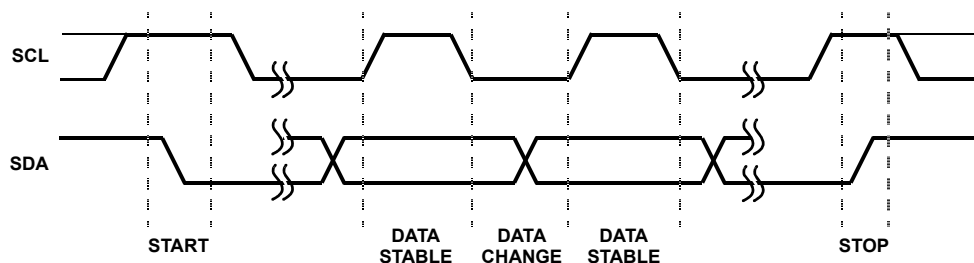 SCL
SDA
START
DATA
STABLE
DATA
CHANGE
DATA
STABLE
STOP